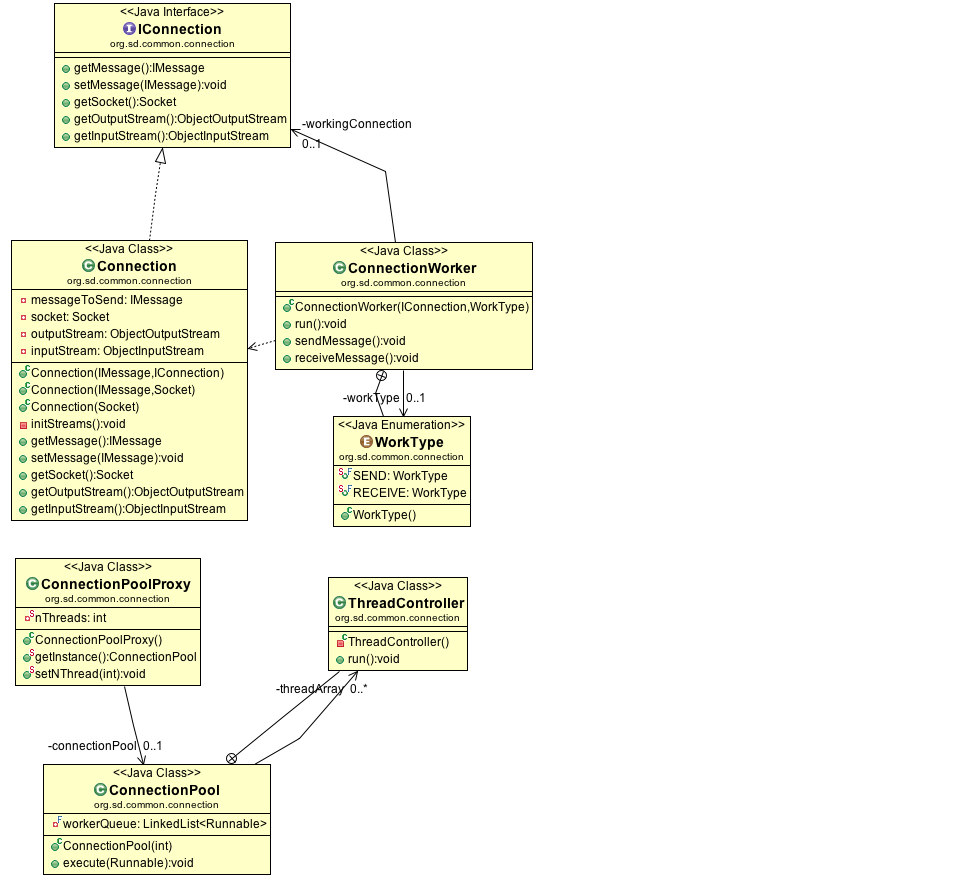 <<Java Interface>>
IConnection
org.sd.common.connection
getMessage():IMessage
setMessage(IMessage):void
getSocket():Socket
getOutputStream():ObjectOutputStream
getInputStream():ObjectInputStream
-workingConnection
0..1
<<Java Class>>
Connection
org.sd.common.connection
messageToSend: IMessage
socket: Socket
outputStream: ObjectOutputStream
inputStream: ObjectInputStream
Connection(IMessage,IConnection)
Connection(IMessage,Socket)
Connection(Socket)
initStreams():void
getMessage():IMessage
setMessage(IMessage):void
getSocket():Socket
getOutputStream():ObjectOutputStream
getInputStream():ObjectInputStream
<<Java Class>>
ConnectionWorker
org.sd.common.connection
ConnectionWorker(IConnection,WorkType)
run():void
sendMessage():void
receiveMessage():void
-workType 0..1
<<Java Enumeration>>
WorkType
org.sd.common.connection
SEND: WorkType
RECEIVE: WorkType
WorkType()
<<Java Class>>
ConnectionPoolProxy
org.sd.common.connection
nThreads: int
ConnectionPoolProxy()
getInstance():ConnectionPool
setNThread(int):void
<<Java Class>>
ThreadController
org.sd.common.connection
ThreadController()
run():void
-threadArray 0..*
-connectionPool 0..1
<<Java Class>>
ConnectionPool
org.sd.common.connection
workerQueue: LinkedList<Runnable>
ConnectionPool(int)
execute(Runnable):void